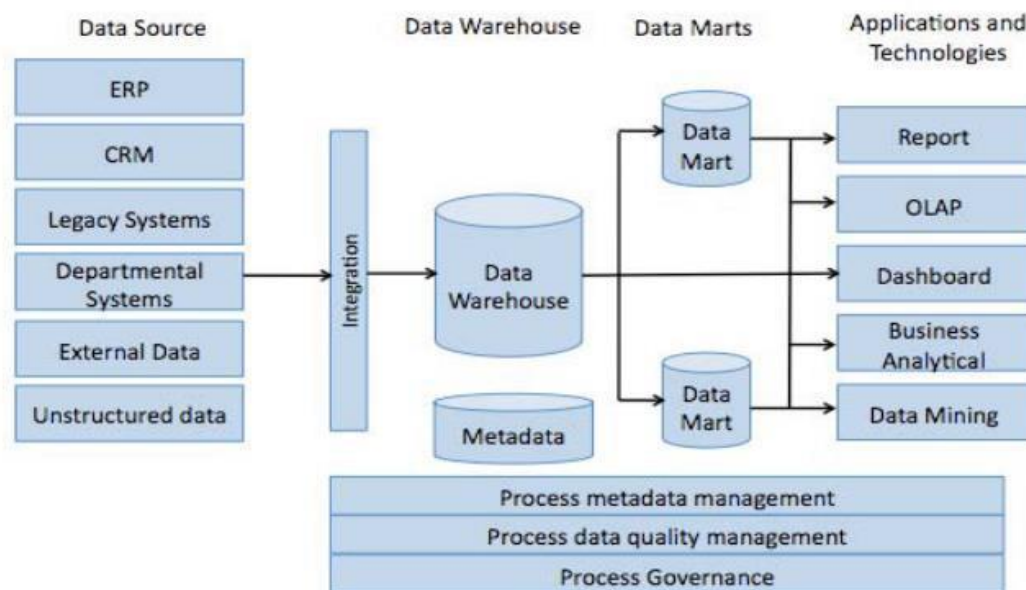 Data Source
Data Warehouse
Data Marts
Applications and
Technologies
ERP
CRM
Legacy Systems
Departmental
Systems
External Data
Unstructured data
Integration
Data
Warehouse
Metadata
Data
Mart
Data
Mart
Report
OLAP
Dashboard
Business
Analytical
Data Mining
Process metadata management
Process data quality management
Process Governance